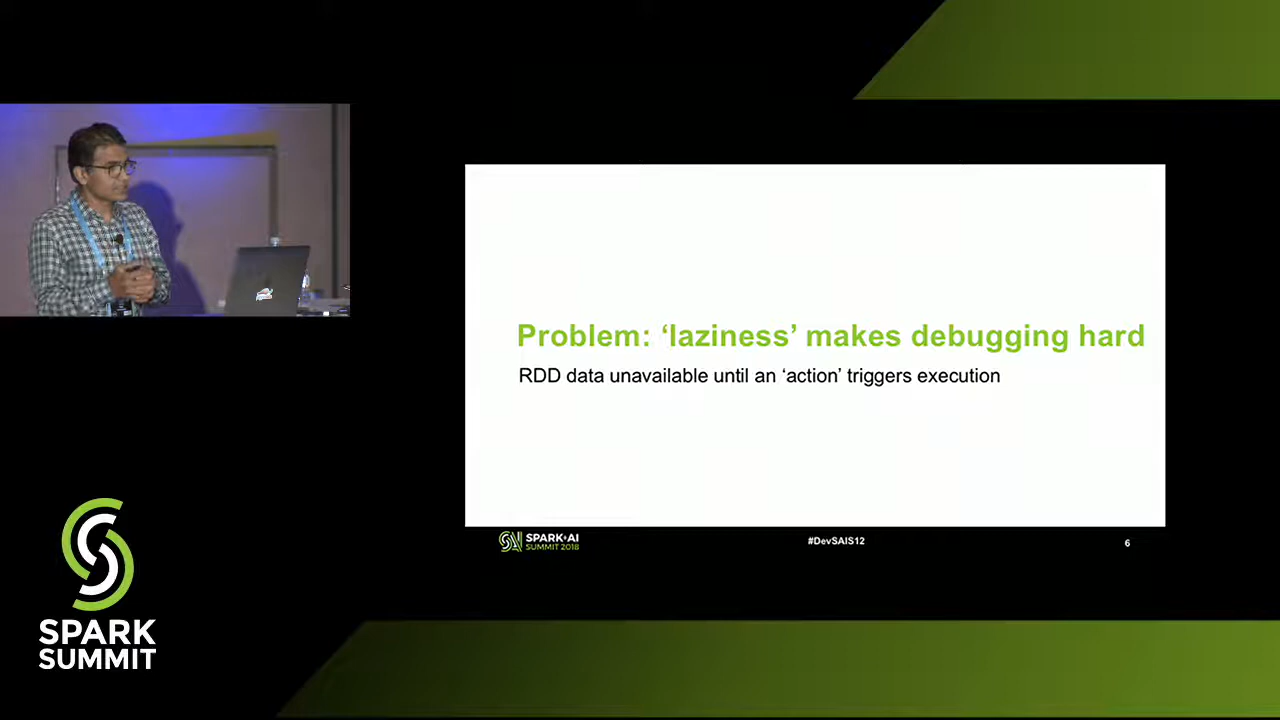 Problem: ‘laziness’ makes debugging hard
RDD data unavailable until an ‘action’ triggers execution
SPARK+AI
SUMMIT 2018
#DevSAIS12
6
SPARK
SUMMIT